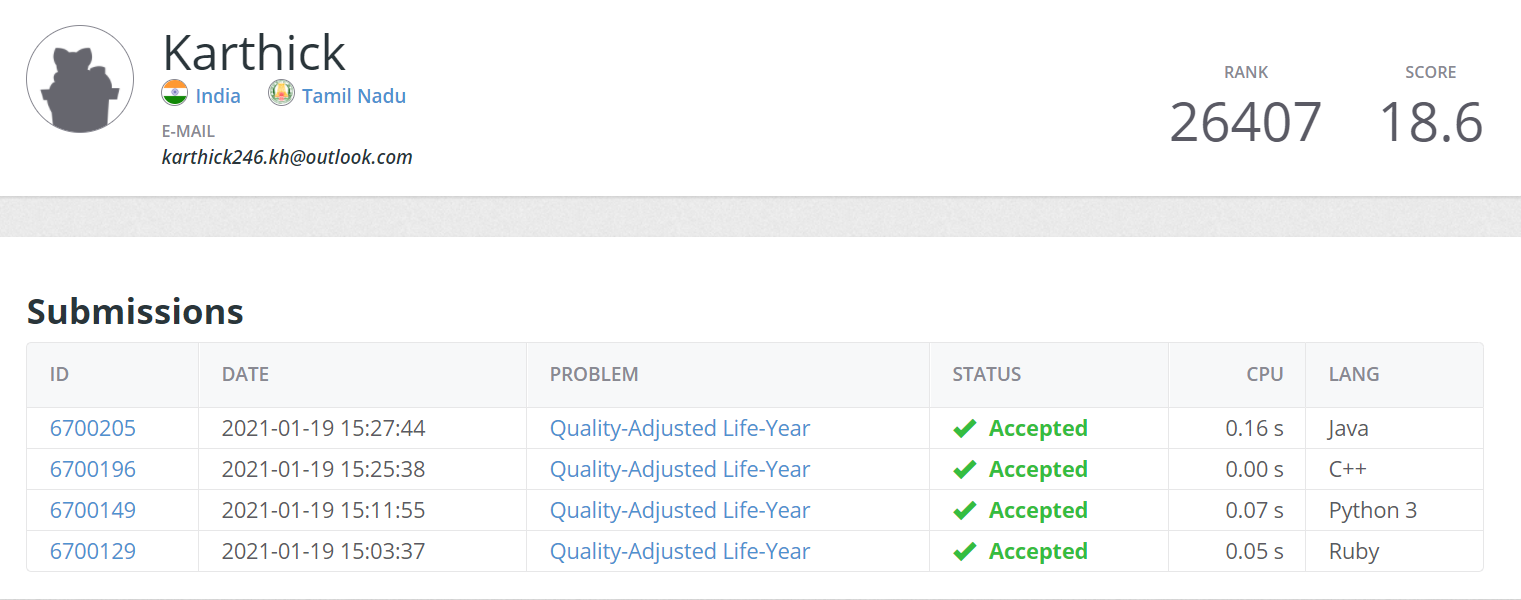 Karthick
India Tamil Nadu
E-MAIL
karthick246.kh@outlook.com
RANK SCORE
26407 18.6
Submissions
ID DATE PROBLEM STATUS CPU LANG
6700205 2021-01-19 15:27:44 Quality-Adjusted Life-Year Accepted 0.16 s Java
6700196 2021-01-19 15:25:38 Quality-Adjusted Life-Year Accepted 0.00 s C++
6700149 2021-01-19 15:11:55 Quality-Adjusted Life-Year Accepted 0.07 s Python 3
6700129 2021-01-19 15:03:37 Quality-Adjusted Life-Year Accepted 0.05 s Ruby